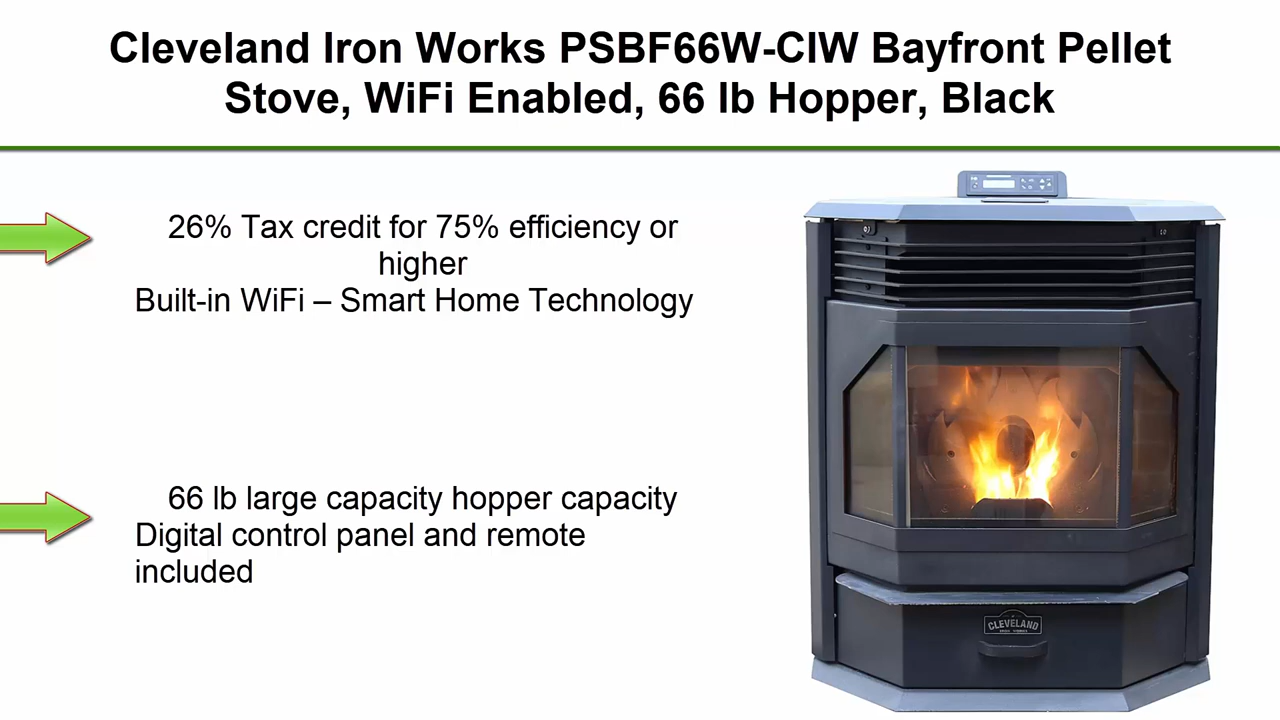 Cleveland Iron Works PSBF66W-CIW Bayfront Pellet
Stove, WiFi Enabled, 66 lb Hopper, Black
26% Tax credit for 75% efficiency or
higher
Built-in WiFi – Smart Home Technology
66 lb large capacity hopper capacity
Digital control panel and remote
included
CLEVELAND